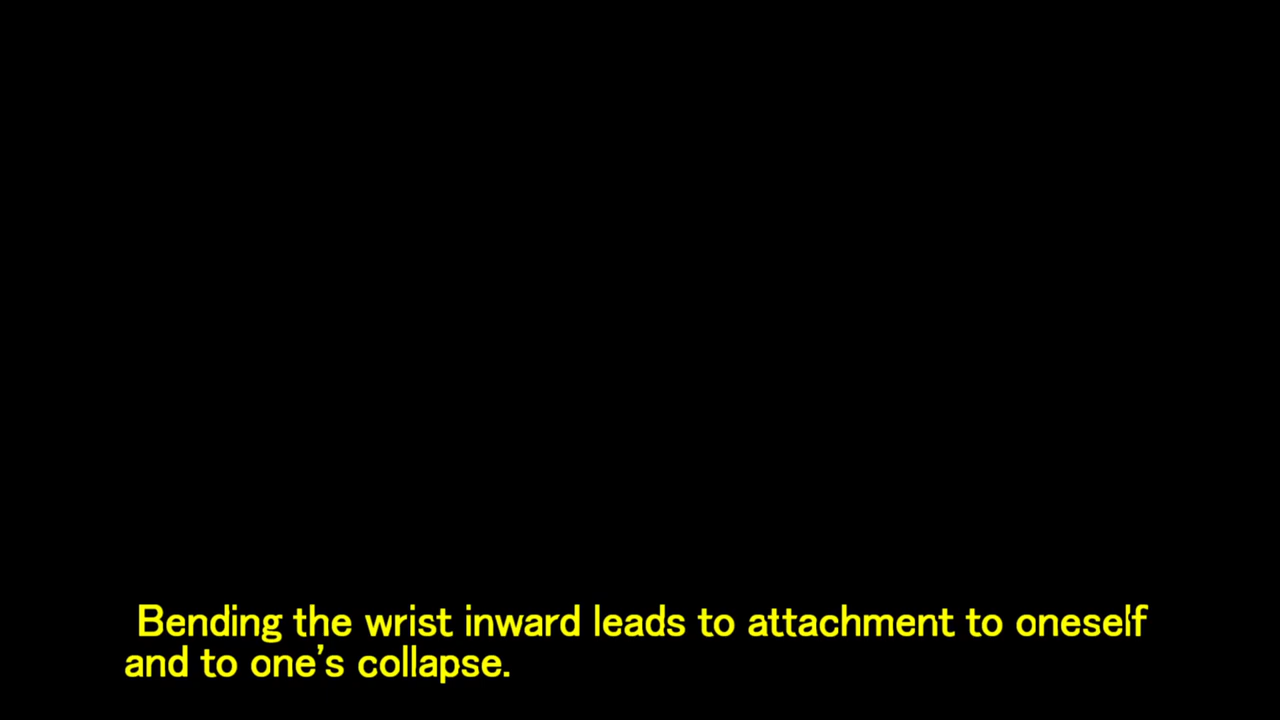 Bending the wrist inward leads to attachment to oneself
and to one's collapse.